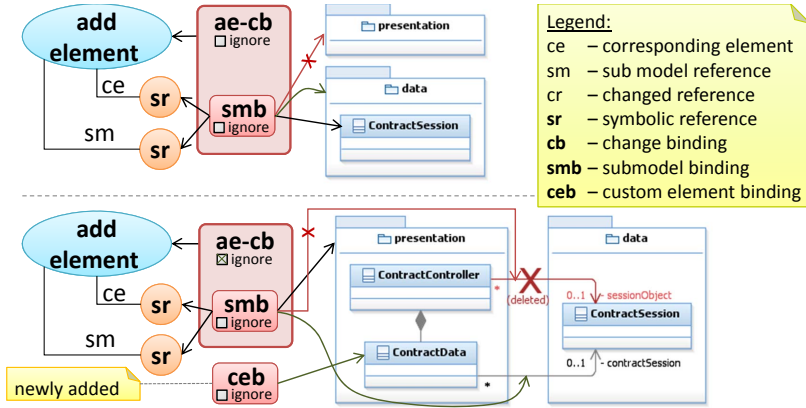 add
element
ae-cb
ignore
ce
sr
sm
sr
smb
ignore
x
presentation
data
ContractSession
Legend:
ce – corresponding element
sm – sub model reference
cr – changed reference
sr – symbolic reference
cb – change binding
smb – submodel binding
ceb – custom element binding
add
element
ae-cb
ignore
ce
sr
sm
sr
smb
ignore
x
newly added
ceb
ignore
presentation
ContractController
ContractData
*
X
(deleted)
*
data
0..1 - sessionObject
ContractSession
0..1 - contractSession